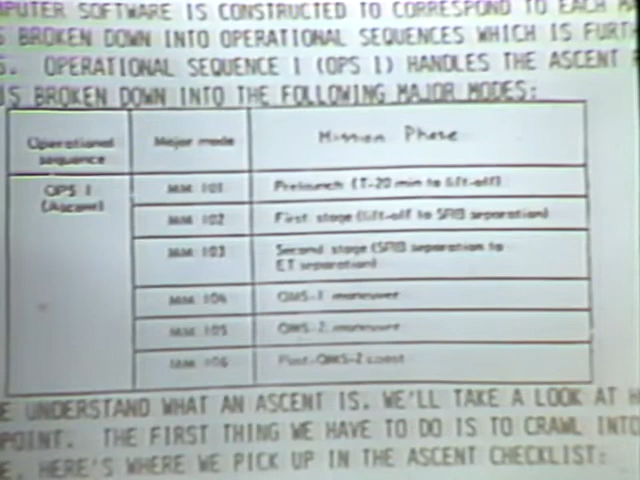 PUTER SOFTWARE IS CONSTRUCTED TO CORRESPOND TO EACH
S BROKEN DOWN INTO OPERATIONAL SEQUENCES WHICH IS FURT
S. OPERATIONAL SEQUENCE 1 (OPS 1) HANDLES THE ASCENT
IS BROKEN DOWN INTO THE FOLLOWING MAJOR MODES:
Operational sequence Major mode Mission Phase
OPS 1 (Ascent) MM 101 Prelaunch (T-20 min to lift-off)
MM 102 First stage (lift-off to SRB separation)
MM 103 Second stage (SRB separation to ET separation)
MM 104 OMS-1 maneuver
MM 105 OMS-2 maneuver
MM 106 Post-OMS-2 coast
E UNDERSTAND WHAT AN ASCENT IS, WE'LL TAKE A LOOK AT H
POINT. THE FIRST THING WE HAVE TO DO IS TO CRAWL INTO
E. HERE'S WHERE WE PICK UP IN THE ASCENT CHECKLIST: